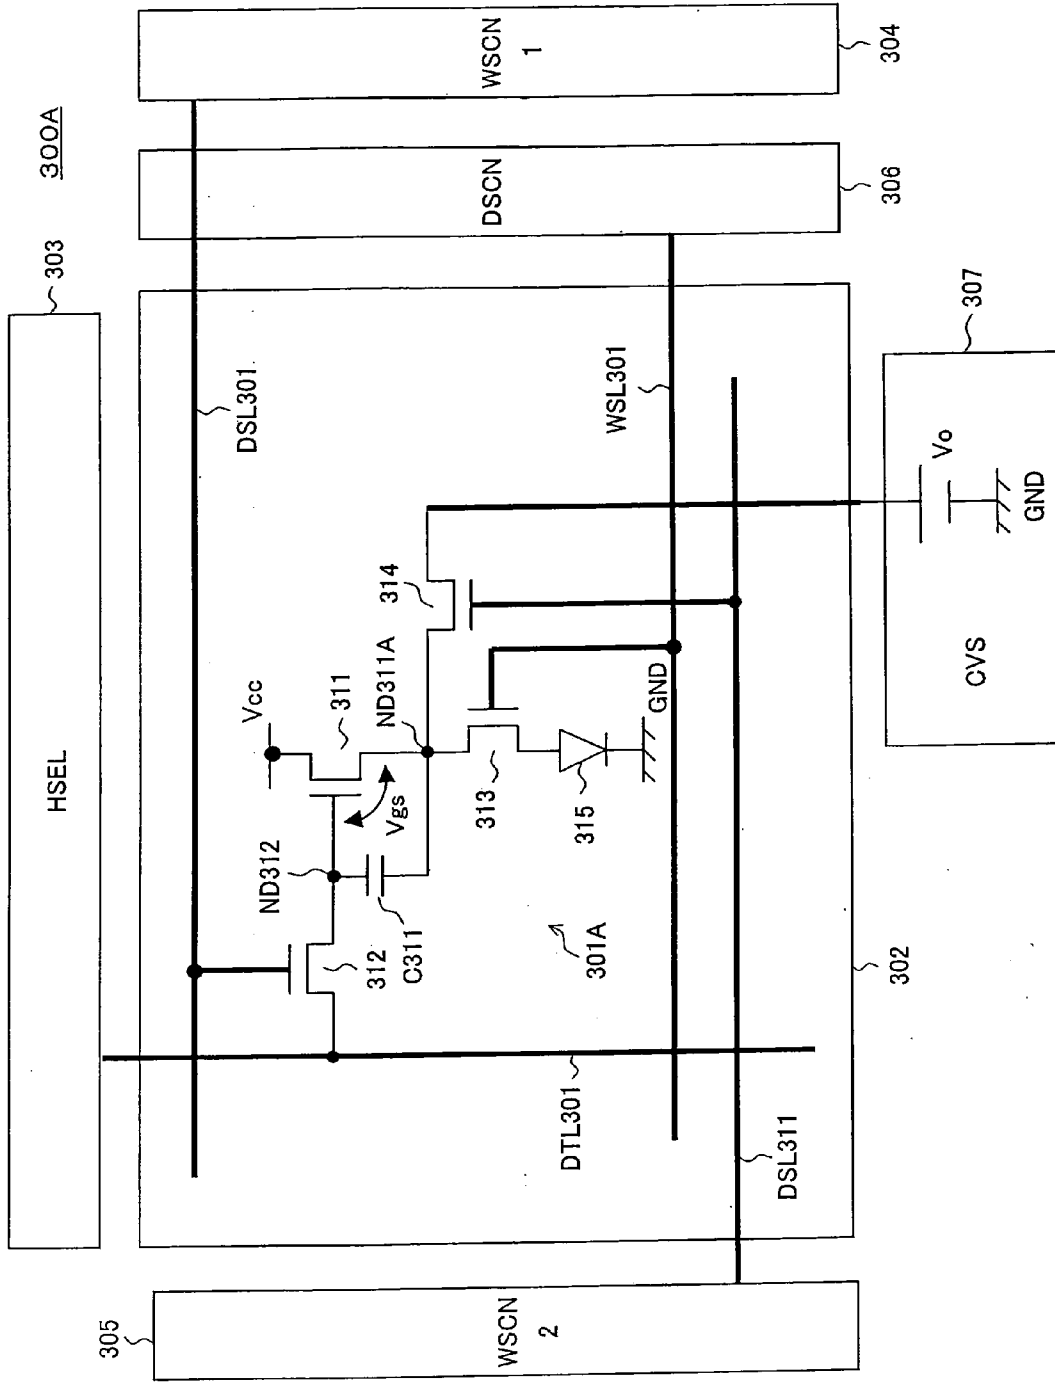 300A
HSEL
303
WSCN
1
304
DSCN
306
DSL301
WSL301
Vcc
311
ND311A
314
Vgs
ND312
312
C311
313
315
GND
301A
DTL301
DSL311
302
WSCN
2
305
307
Vo
GND
CVS